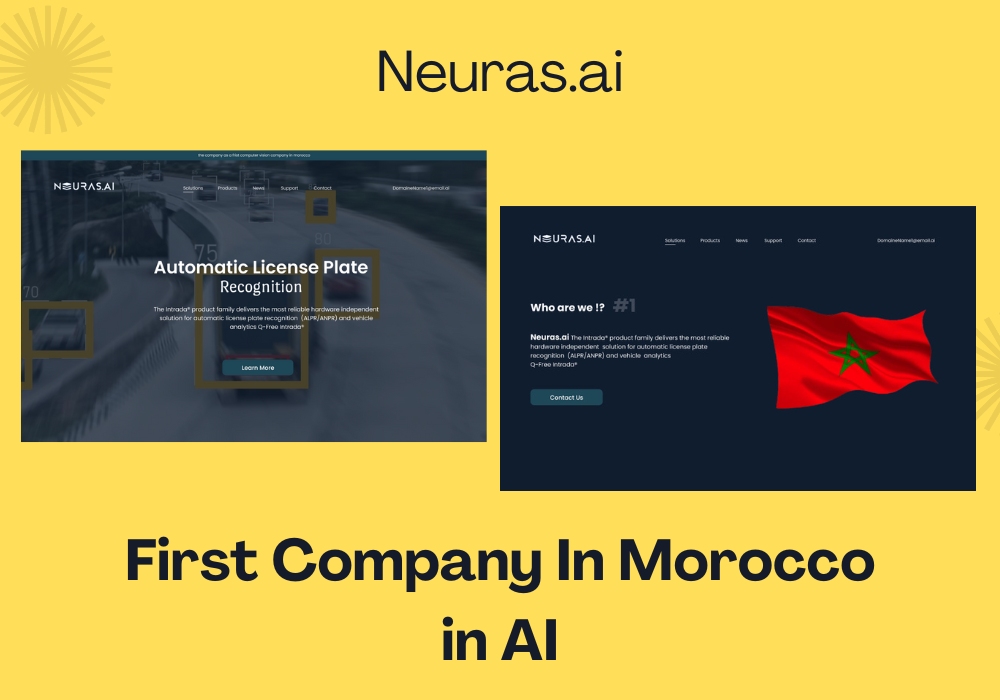 Neuras.ai
The company as a first computer vision company in morocco
NEURAS.AI
Solutions Products News Support Contact
DomaineName1@email.ai
75
80
70
Automatic License Plate
Recognition
The Intrada® product family delivers the most reliable hardware independent
solution for automatic license plate recognition (ALPR/ANPR) and vehicle
analytics Q-Free Intrada®
Learn More
NEURAS.AI
Solutions Products News Support Contact
DomaineName1@email.ai
Who are we !? #1
Neuras.ai The Intrada® product family delivers the most reliable
hardware independent solution for automatic license plate
recognition (ALPR/ANPR) and vehicle analytics
Q-Free Intrada®
Contact Us
First Company In Morocco
in AI